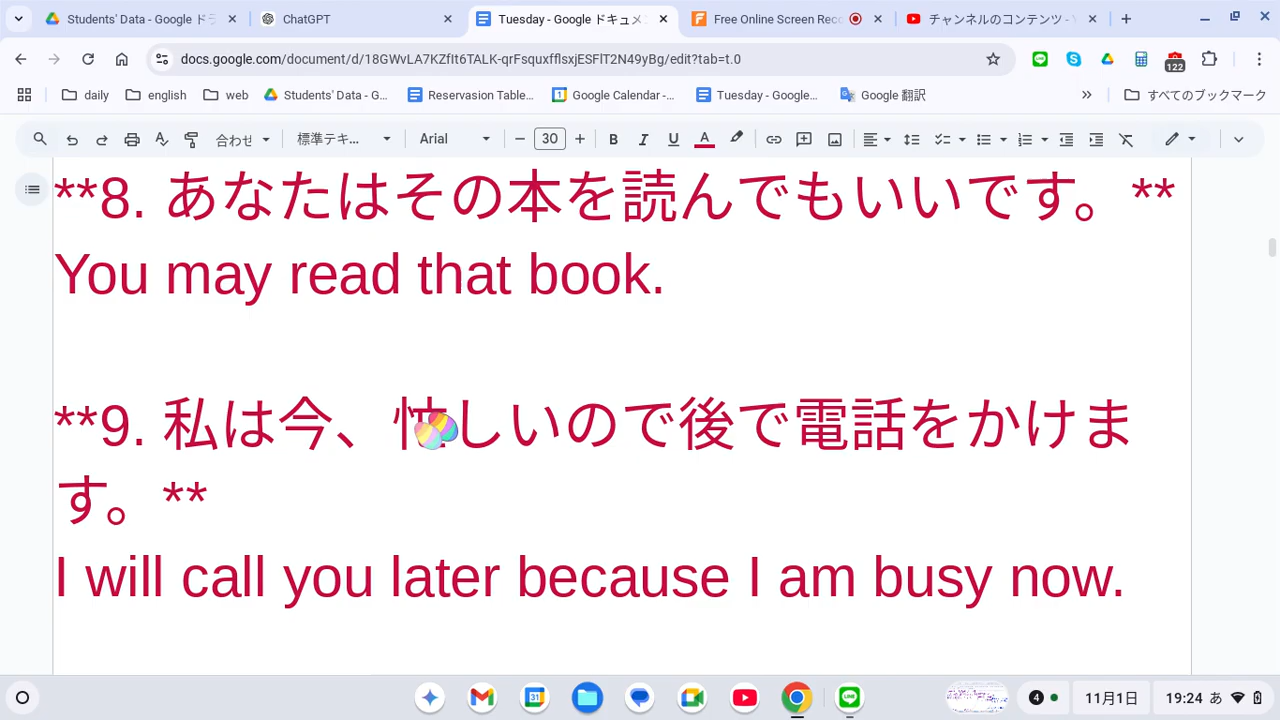 Students' Data - Google ドキ
ChatGPT
Tuesday - Google ドキュメン
Free Online Screen Reco
チャンネルのコンテンツ - Y
docs.google.com/document/d/
/edit?tab=t.0
daily
english
web
Students' Data - G...
Reservasion Table...
Google Calendar -...
Tuesday - Google...
Google 翻訳
すべてのブックマーク
122
合わせ
標準テキ...
Arial
30
B I U A
**8. あなたはその本を読んでもいいです。**
You may read that book.
**9. 私は今、忙しいので後で電話をかけま
す。**
I will call you later because I am busy now.
31
4
11月1日
19:24 あ